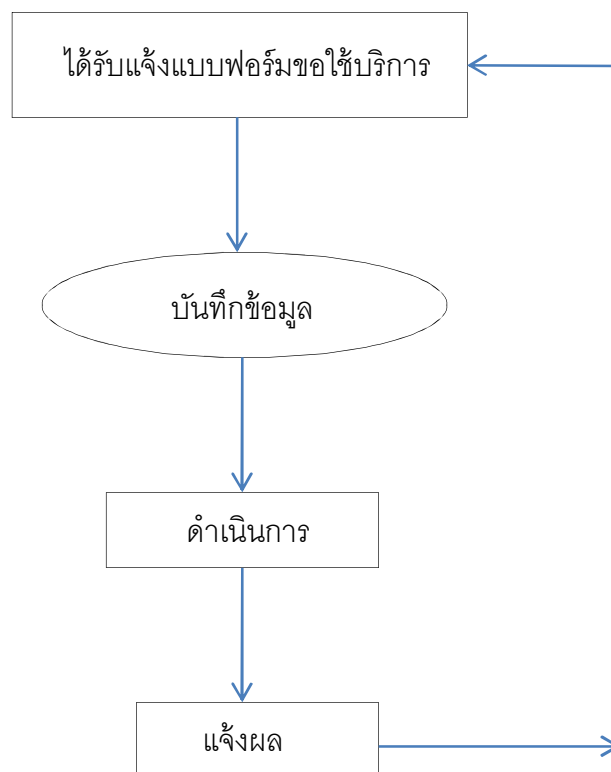 ได้รับแจ้งแบบฟอร์มขอใช้บริการ
บันทึกข้อมูล
ดำเนินการ
แจ้งผล